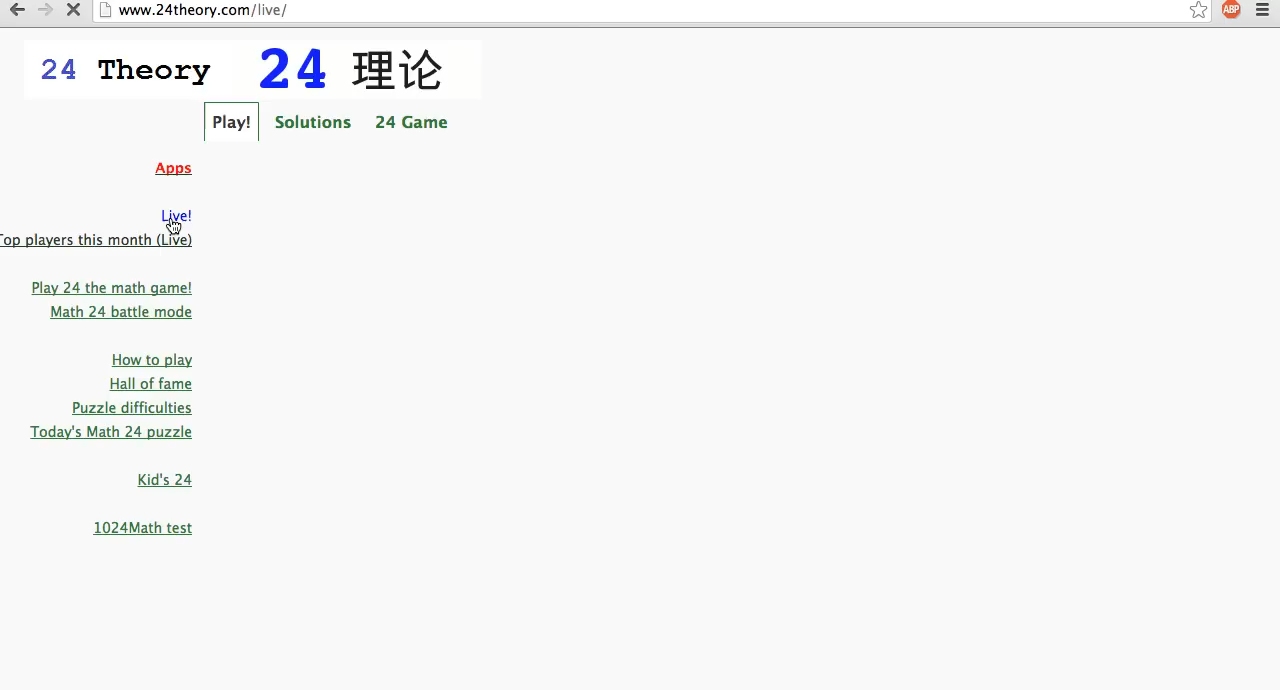 www.24theory.com/live/
ABP
24 Theory 24 理论
Play! Solutions 24 Game
Apps
Live!
Top players this month (Live)
Play 24 the math game!
Math 24 battle mode
How to play
Hall of fame
Puzzle difficulties
Today's Math 24 puzzle
Kid's 24
1024Math test